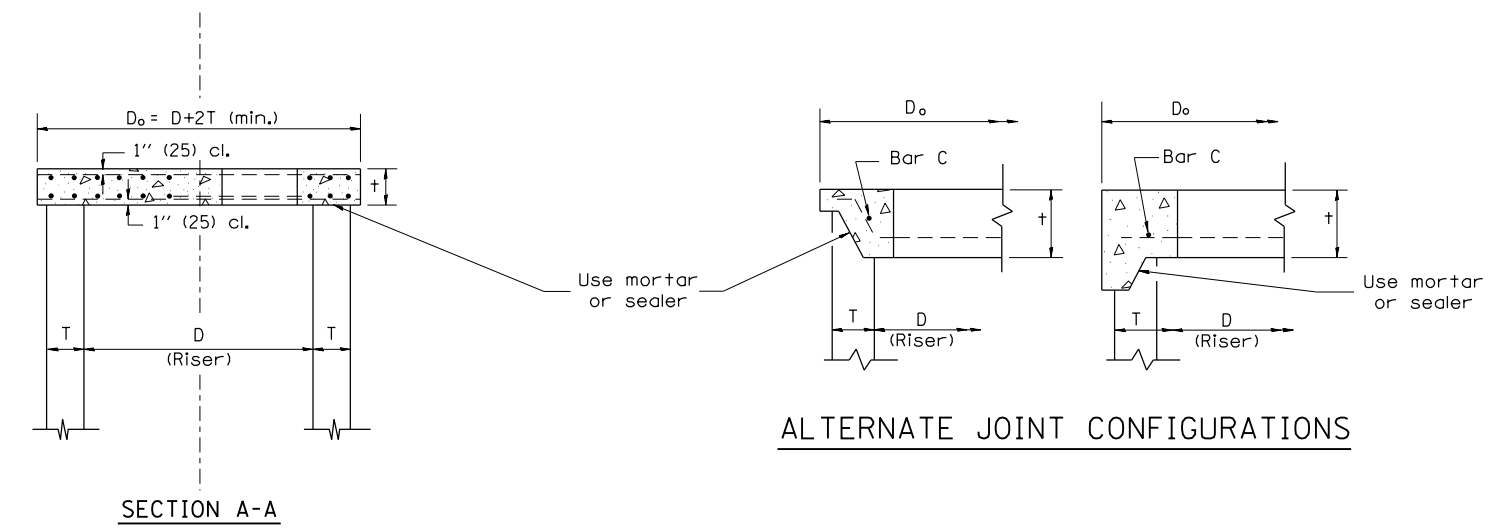 Do = D+2T (min.)
1" (25) cl.
t
1" (25) cl.
T
D
(Riser)
T
SECTION A-A
Use mortar
or sealer
Do
Bar C
t
T
D
(Riser)
Do
Bar C
t
Use mortar
or sealer
T
D
(Riser)
ALTERNATE JOINT CONFIGURATIONS